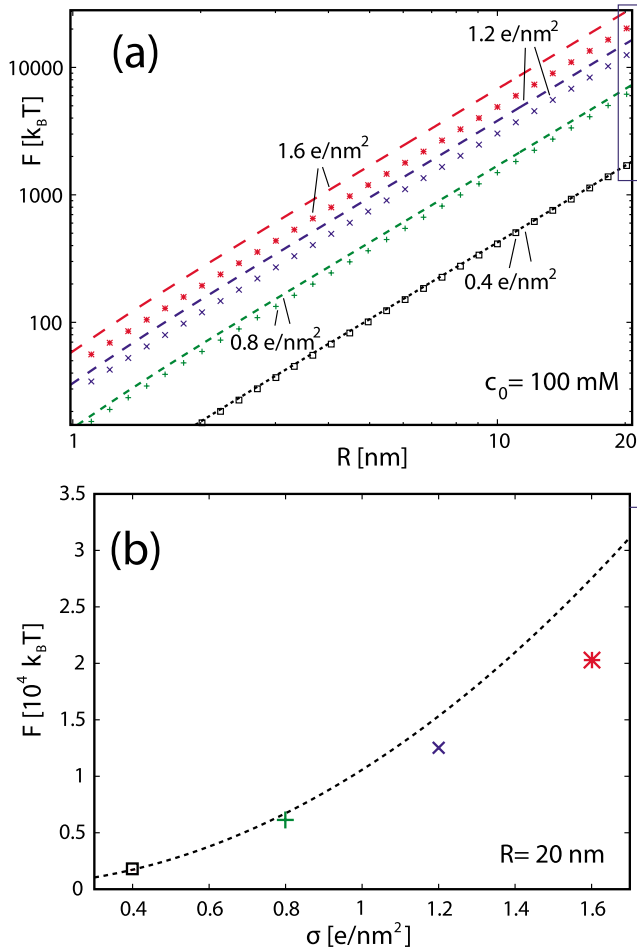 (a)
1.2 e/nm²
10000
F [k_BT]
1.6 e/nm²
1000
0.4 e/nm²
100
0.8 e/nm²
c₀= 100 mM
1 10 20
R [nm]
3.5
(b)
3
2.5
F [10⁴ k_BT]
2
1.5
1
0.5
R= 20 nm
0
0.4 0.6 0.8 1 1.2 1.4 1.6
σ [e/nm²]